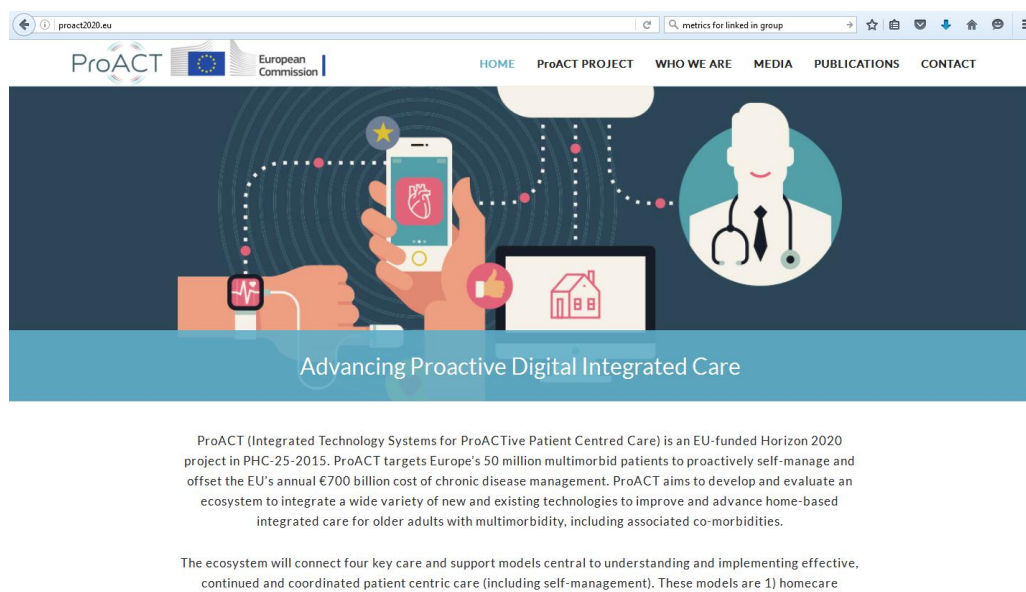 proact2020.eu
metrics for linked in group
ProACT
European
Commission
HOME
ProACT PROJECT
WHO WE ARE
MEDIA
PUBLICATIONS
CONTACT
Advancing Proactive Digital Integrated Care
ProACT (Integrated Technology Systems for ProACTive Patient Centred Care) is an EU-funded Horizon 2020
project in PHC-25-2015. ProACT targets Europe's 50 million multimorbid patients to proactively self-manage and
offset the EU's annual €700 billion cost of chronic disease management. ProACT aims to develop and evaluate an
ecosystem to integrate a wide variety of new and existing technologies to improve and advance home-based
integrated care for older adults with multimorbidity, including associated co-morbidities.
The ecosystem will connect four key care and support models central to understanding and implementing effective,
continued and coordinated patient centric care (including self-management). These models are 1) homecare